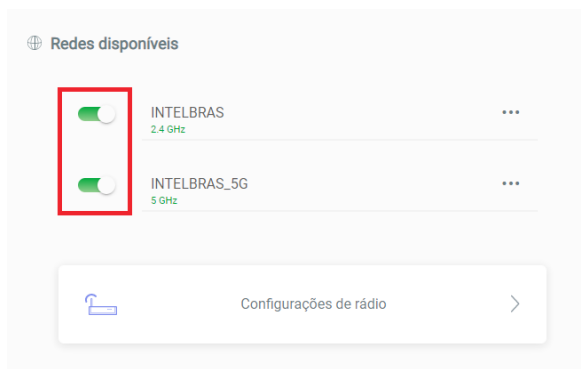 Redes disponíveis
INTELBRAS
2.4 GHz
INTELBRAS_5G
5 GHz
Configurações de rádio